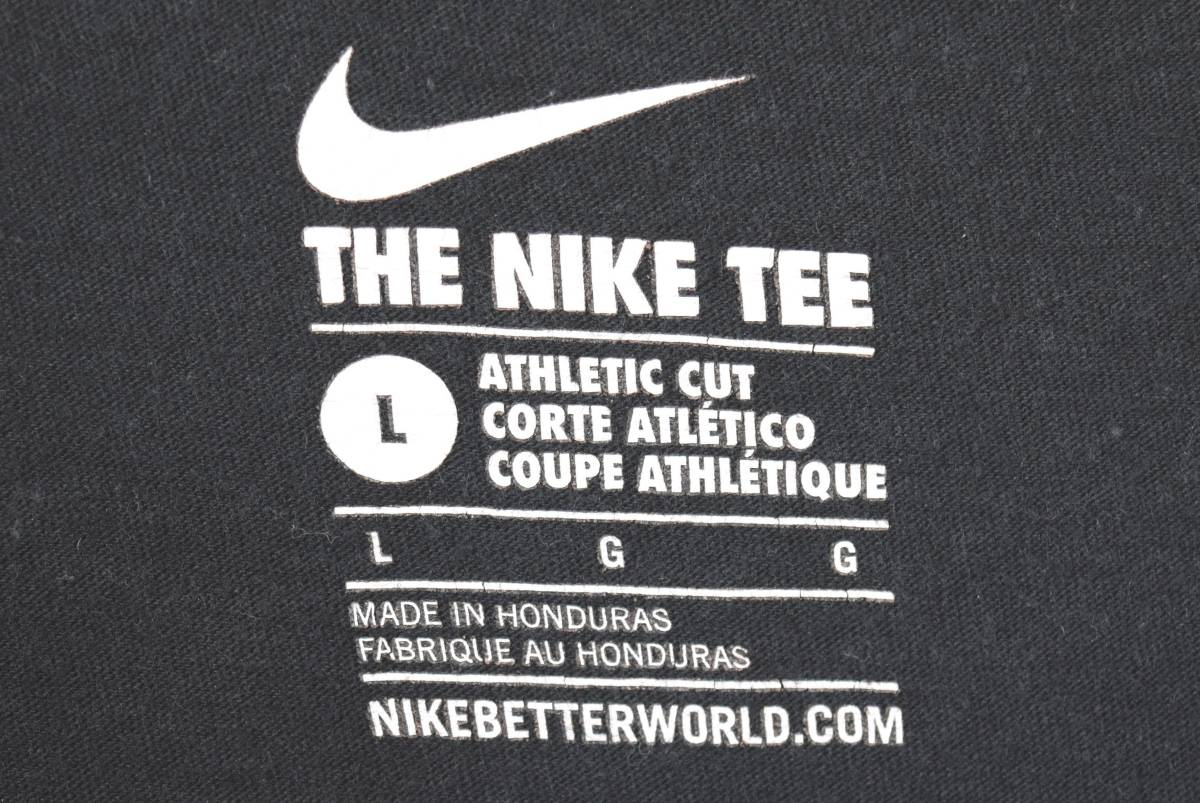 THE NIKE TEE
L
ATHLETIC CUT
CORTE ATLÉTICO
COUPE ATHLÉTIQUE
L G G
MADE IN HONDURAS
FABRIQUE AU HONDURAS
NIKEBETTERWORLD.COM